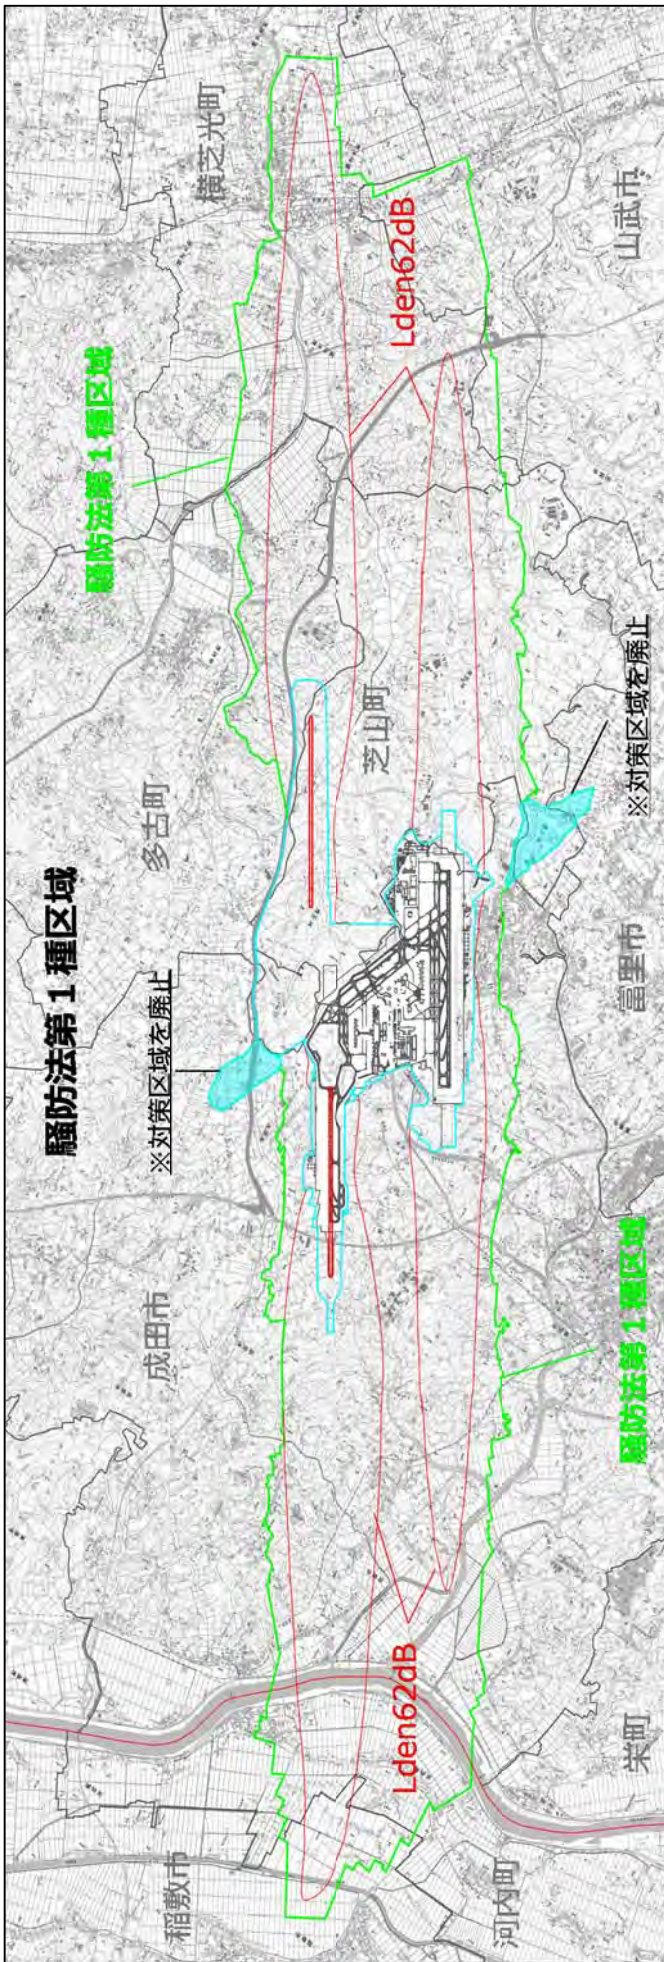 騒防法第1種区域
稲敷市
成田市
多古町
横芝光町
※対策区域を廃止
騒防法第1種区域
芝山町
Lden62dB
Lden62dB
河内町
栄町
富里市
山武市
騒防法第1種区域
※対策区域を廃止